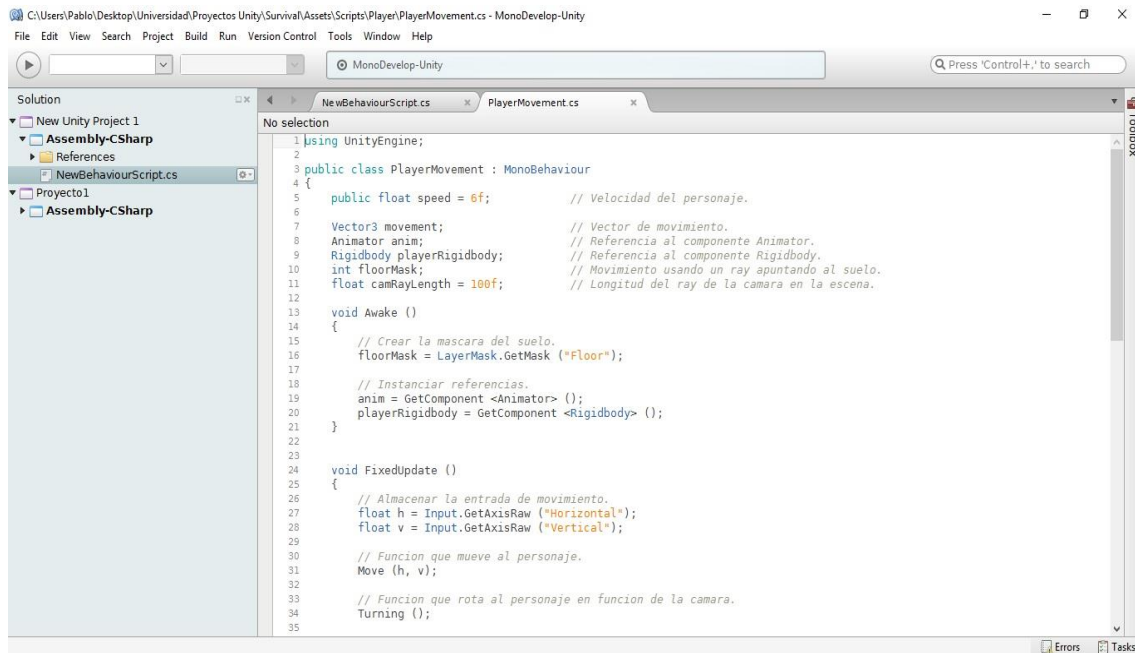 C:\Users\Pablo\Desktop\Universidad\Proyectos Unity\Survival\Assets\Scripts\Player\PlayerMovement.cs - MonoDevelop-Unity
File Edit View Search Project Build Run Version Control Tools Window Help
MonoDevelop-Unity
Press 'Control+,' to search
Solution
New Unity Project 1
Assembly-CSharp
References
NewBehaviourScript.cs
Proyecto1
Assembly-CSharp
NewBehaviourScript.cs PlayerMovement.cs
No selection
1 using UnityEngine;
2
3 public class PlayerMovement : MonoBehaviour
4 {
5 public float speed = 6f; // Velocidad del personaje.
6
7 Vector3 movement; // Vector de movimiento.
8 Animator anim; // Referencia al componente Animator.
9 Rigidbody playerRigidbody; // Referencia al componente Rigidbody.
10 int floorMask; // Movimiento usando un ray apuntando al suelo.
11 float camRayLength = 100f; // Longitud del ray de la camara en la escena.
12
13 void Awake ()
14 {
15 // Crear la mascara del suelo.
16 floorMask = LayerMask.GetMask ("Floor");
17
18 // Instanciar referencias.
19 anim = GetComponent <Animator> ();
20 playerRigidbody = GetComponent <Rigidbody> ();
21 }
22
23
24 void FixedUpdate ()
25 {
26 // Almacenar la entrada de movimiento.
27 float h = Input.GetAxisRaw ("Horizontal");
28 float v = Input.GetAxisRaw ("Vertical");
29
30 // Funcion que mueve al personaje.
31 Move (h, v);
32
33 // Funcion que rota al personaje en funcion de la camara.
34 Turning ();
35
Toolbox
Errors Tasks